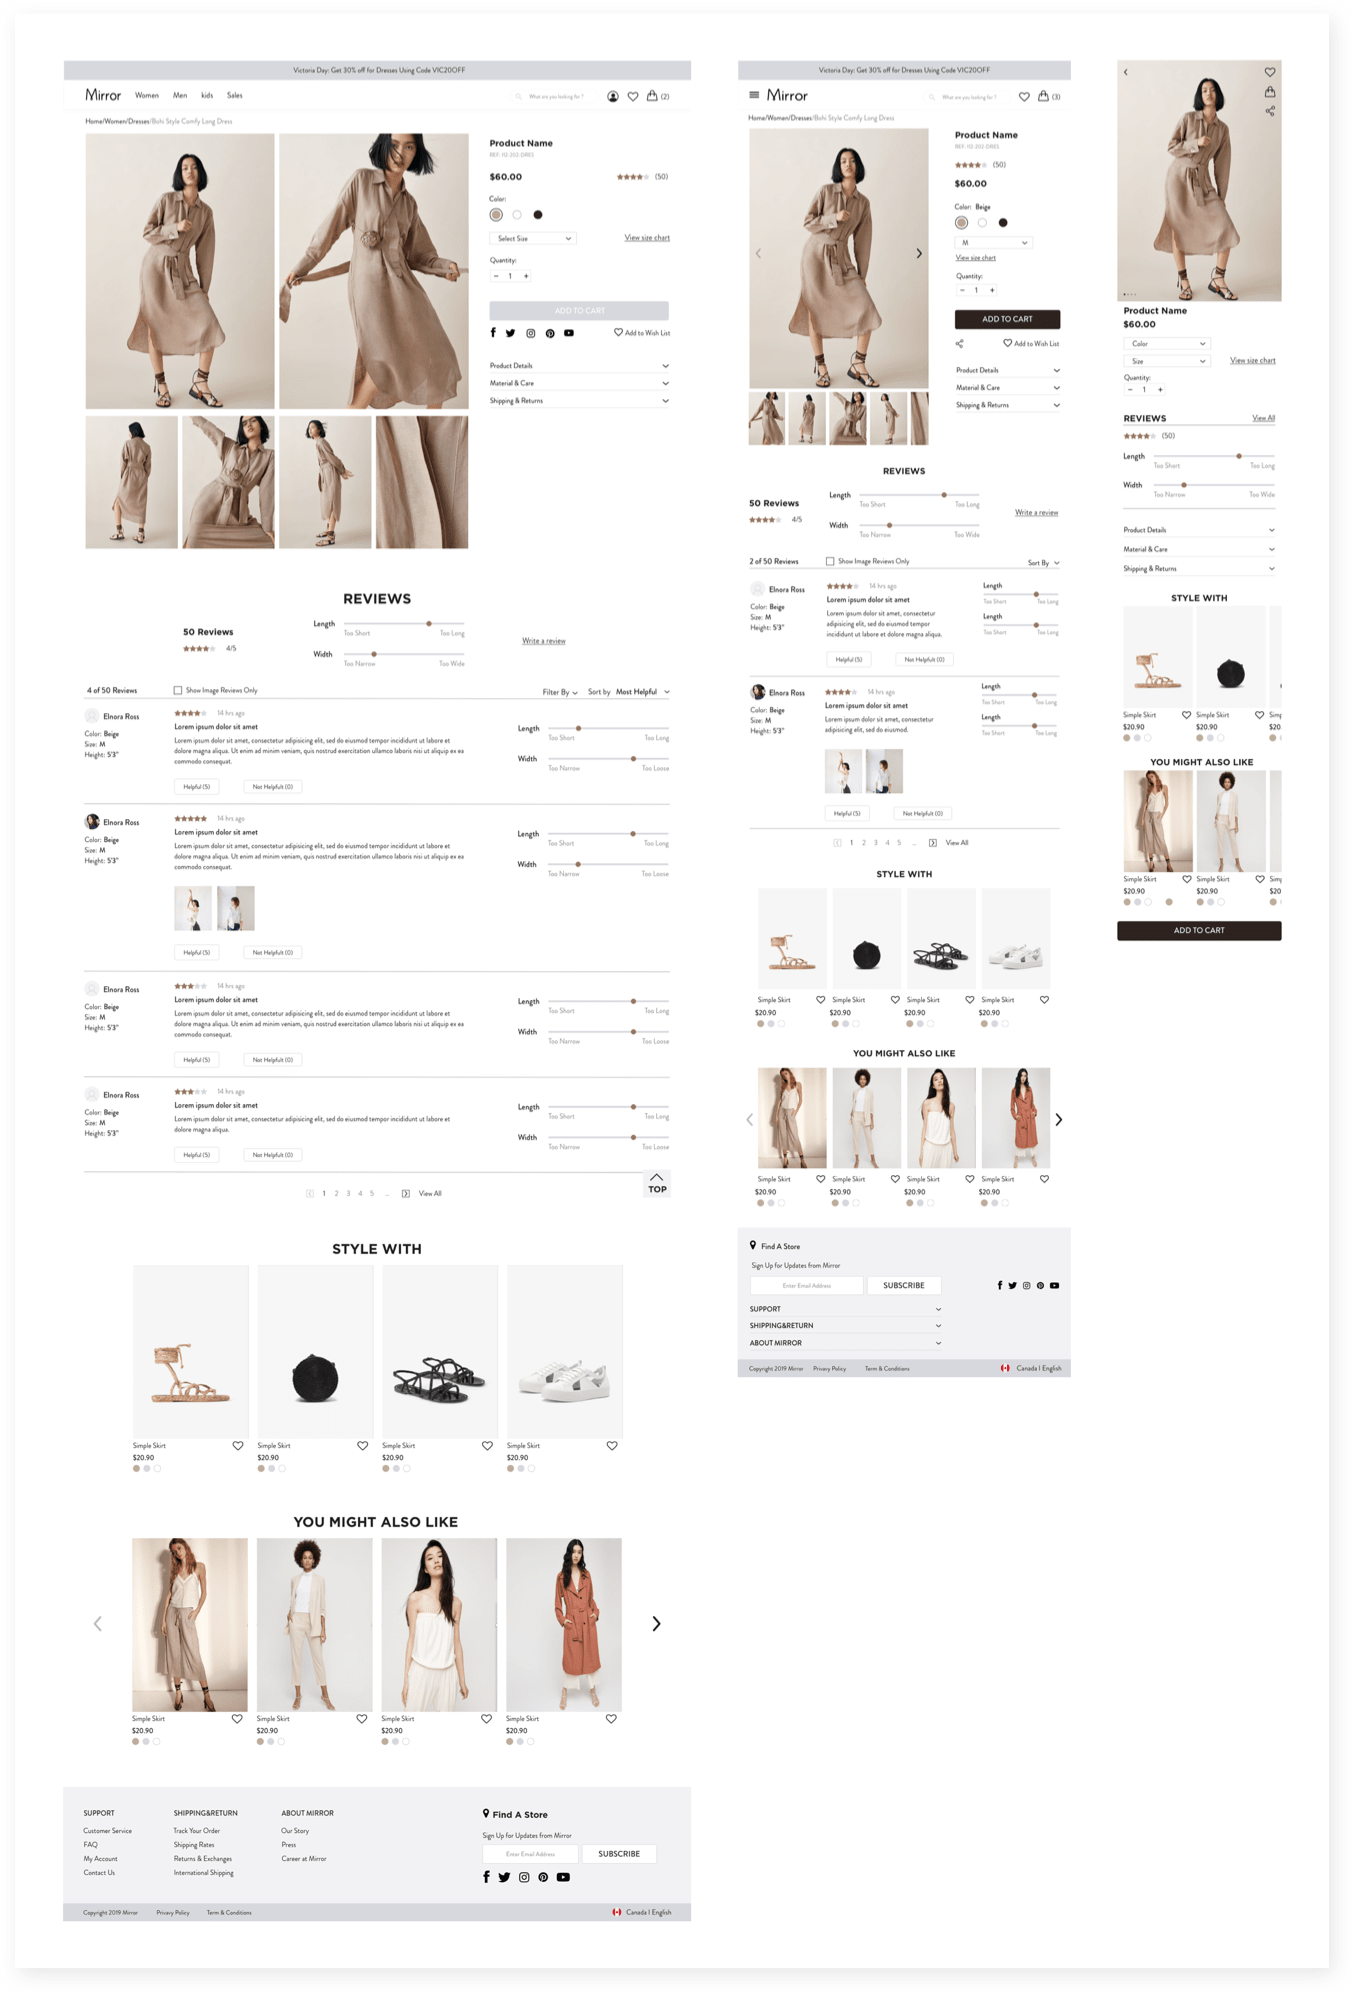 Victoria Day: Get 30% off for Dresses Using Code VIC20OFF
Mirror Women Men kids Sales What are you looking for ? (2)
Home/Women/Dresses/Bohi Style Comfy Long Dress
Product Name
REF: 112-202-DRES
$60.00 (50)
Color:
Select Size View size chart
Quantity:
− 1 +
ADD TO CART
Add to Wish List
Product Details
Material & Care
Shipping & Returns
REVIEWS
50 Reviews
4/5
Length
Too Short Too Long
Width
Too Narrow Too Wide
Write a review
4 of 50 Reviews Show Image Reviews Only Filter By Sort by Most Helpful
Elnora Ross
Color: Beige
Size: M
Height: 5'3"
14 hrs ago
Lorem ipsum dolor sit amet
Lorem ipsum dolor sit amet, consectetur adipisicing elit, sed do eiusmod tempor incididunt ut labore et
dolore magna aliqua. Ut enim ad minim veniam, quis nostrud exercitation ullamco laboris nisi ut aliquip ex ea
commodo consequat.
Helpful (5) Not Helpfult (0)
Length
Too Short Too Long
Width
Too Narrow Too Loose
Elnora Ross
Color: Beige
Size: M
Height: 5'3"
14 hrs ago
Lorem ipsum dolor sit amet
Lorem ipsum dolor sit amet, consectetur adipisicing elit, sed do eiusmod tempor incididunt ut labore et
dolore magna aliqua. Ut enim ad minim veniam, quis nostrud exercitation ullamco laboris nisi ut aliquip ex ea
commodo consequat.
Helpful (5) Not Helpfult (0)
Length
Too Short Too Long
Width
Too Narrow Too Loose
Elnora Ross
Color: Beige
Size: M
Height: 5'3"
14 hrs ago
Lorem ipsum dolor sit amet
Lorem ipsum dolor sit amet, consectetur adipisicing elit, sed do eiusmod tempor incididunt ut labore et
dolore magna aliqua. Ut enim ad minim veniam, quis nostrud exercitation ullamco laboris nisi ut aliquip ex ea
commodo consequat.
Helpful (5) Not Helpfult (0)
Length
Too Short Too Long
Width
Too Narrow Too Loose
Elnora Ross
Color: Beige
Size: M
Height: 5'3"
14 hrs ago
Lorem ipsum dolor sit amet
Lorem ipsum dolor sit amet, consectetur adipisicing elit, sed do eiusmod tempor incididunt ut labore et
dolore magna aliqua.
Helpful (5) Not Helpfult (0)
Length
Too Short Too Long
Width
Too Narrow Too Loose
1 2 3 4 5 ... View All
TOP
STYLE WITH
Simple Skirt Simple Skirt Simple Skirt Simple Skirt
$20.90 $20.90 $20.90 $20.90
YOU MIGHT ALSO LIKE
Simple Skirt Simple Skirt Simple Skirt Simple Skirt
$20.90 $20.90 $20.90 $20.90
SUPPORT
Customer Service
FAQ
My Account
Contact Us
SHIPPING&RETURN
Track Your Order
Shipping Rates
Returns & Exchanges
International Shipping
ABOUT MIRROR
Our Story
Press
Career at Mirror
Find A Store
Sign Up for Updates from Mirror
Enter Email Address SUBSCRIBE
Copyright 2019 Mirror Privavy Policy Term & Conditions Canada | English
Victoria Day: Get 30% off for Dresses Using Code VIC20OFF
Mirror What are you looking for ? (3)
Home/Women/Dresses/Bohi Style Comfy Long Dress
Product Name
REF: 112-202-DRES
(50)
$60.00
Color: Beige
M
View size chart
Quantity:
− 1 +
ADD TO CART
Add to Wish List
Product Details
Material & Care
Shipping & Returns
REVIEWS
50 Reviews
4/5
Length
Too Short Too Long
Width
Too Narrow Too Wide
Write a review
2 of 50 Reviews Show Image Reviews Only Sort By
Elnora Ross
Color: Beige
Size: M
Height: 5'3"
14 hrs ago
Lorem ipsum dolor sit amet
Lorem ipsum dolor sit amet, consectetur
adipisicing elit, sed do eiusmod tempor
incididunt ut labore et dolore magna aliqua.
Helpful (5) Not Helpfult (0)
Length
Too Short Too Long
Length
Too Short Too Long
Elnora Ross
Color: Beige
Size: M
Height: 5'3"
14 hrs ago
Lorem ipsum dolor sit amet
Lorem ipsum dolor sit amet, consectetur
adipisicing elit, sed do eiusmod.
Helpful (5) Not Helpfult (0)
Length
Too Short Too Long
Length
Too Short Too Long
1 2 3 4 5 ... View All
STYLE WITH
Simple Skirt Simple Skirt Simple Skirt Simple Skirt
$20.90 $20.90 $20.90 $20.90
YOU MIGHT ALSO LIKE
Simple Skirt Simple Skirt Simple Skirt Simple Skirt
$20.90 $20.90 $20.90 $20.90
Find A Store
Sign Up for Updates from Mirror
Enter Email Address SUBSCRIBE
SUPPORT
SHIPPING&RETURN
ABOUT MIRROR
Copyright 2019 Mirror Privavy Policy Term & Conditions Canada | English
Product Name
$60.00
Color
Size View size chart
Quantity:
− 1 +
REVIEWS View All
(50)
Length
Too Short Too Long
Width
Too Narrow Too Wide
Product Details
Material & Care
Shipping & Returns
STYLE WITH
Simple Skirt Simple Skirt Simp
$20.90 $20.90 $20.9
YOU MIGHT ALSO LIKE
Simple Skirt Simple Skirt Simp
$20.90 $20.90 $20.9
ADD TO CART